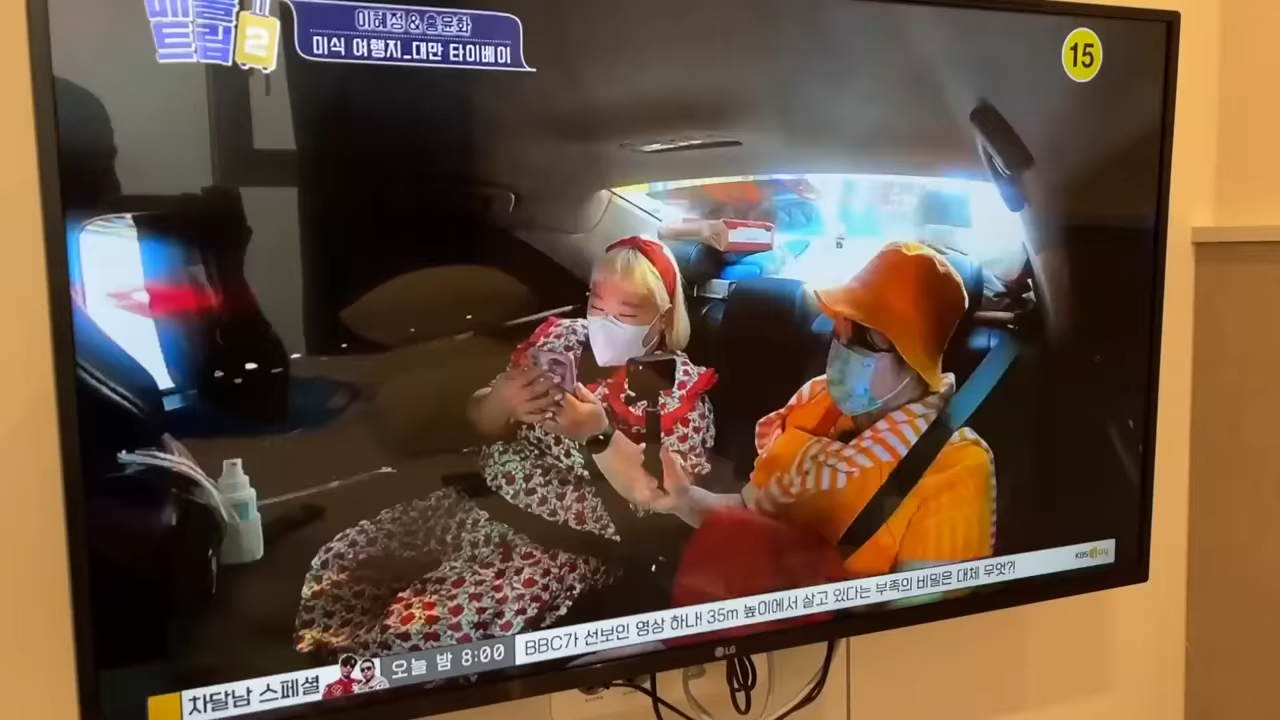 배틀
트립 2
이혜정 & 홍윤화
미식 여행지_대만 타이베이
15
KBS Joy
BBC가 선보인 영상 하내 35m 높이에서 살고 있다는 부족의 비밀은 대체 무엇?!
차달남 스페셜
오늘 밤 8:00
LG